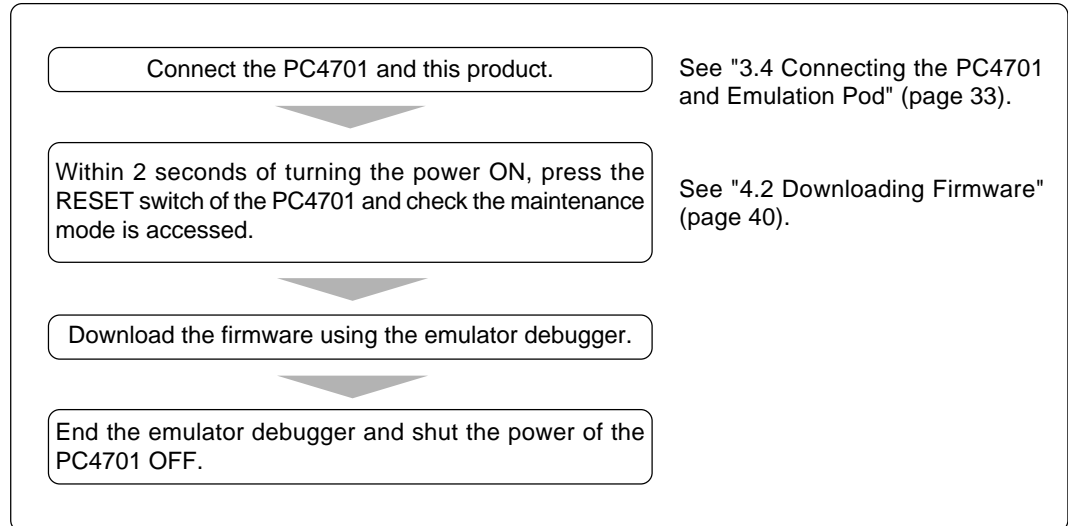 Connect the PC4701 and this product.
See "3.4 Connecting the PC4701
and Emulation Pod" (page 33).
Within 2 seconds of turning the power ON, press the
RESET switch of the PC4701 and check the maintenance
mode is accessed.
See "4.2 Downloading Firmware"
(page 40).
Download the firmware using the emulator debugger.
End the emulator debugger and shut the power of the
PC4701 OFF.